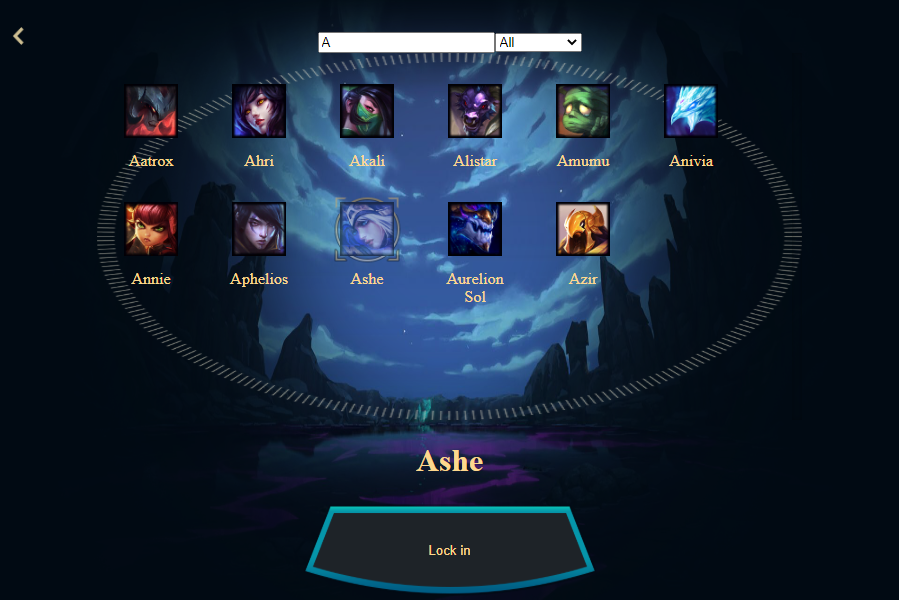 A
All
Aatrox
Ahri
Akali
Alistar
Amumu
Anivia
Annie
Aphelios
Ashe
Aurelion
Sol
Azir
Ashe
Lock in